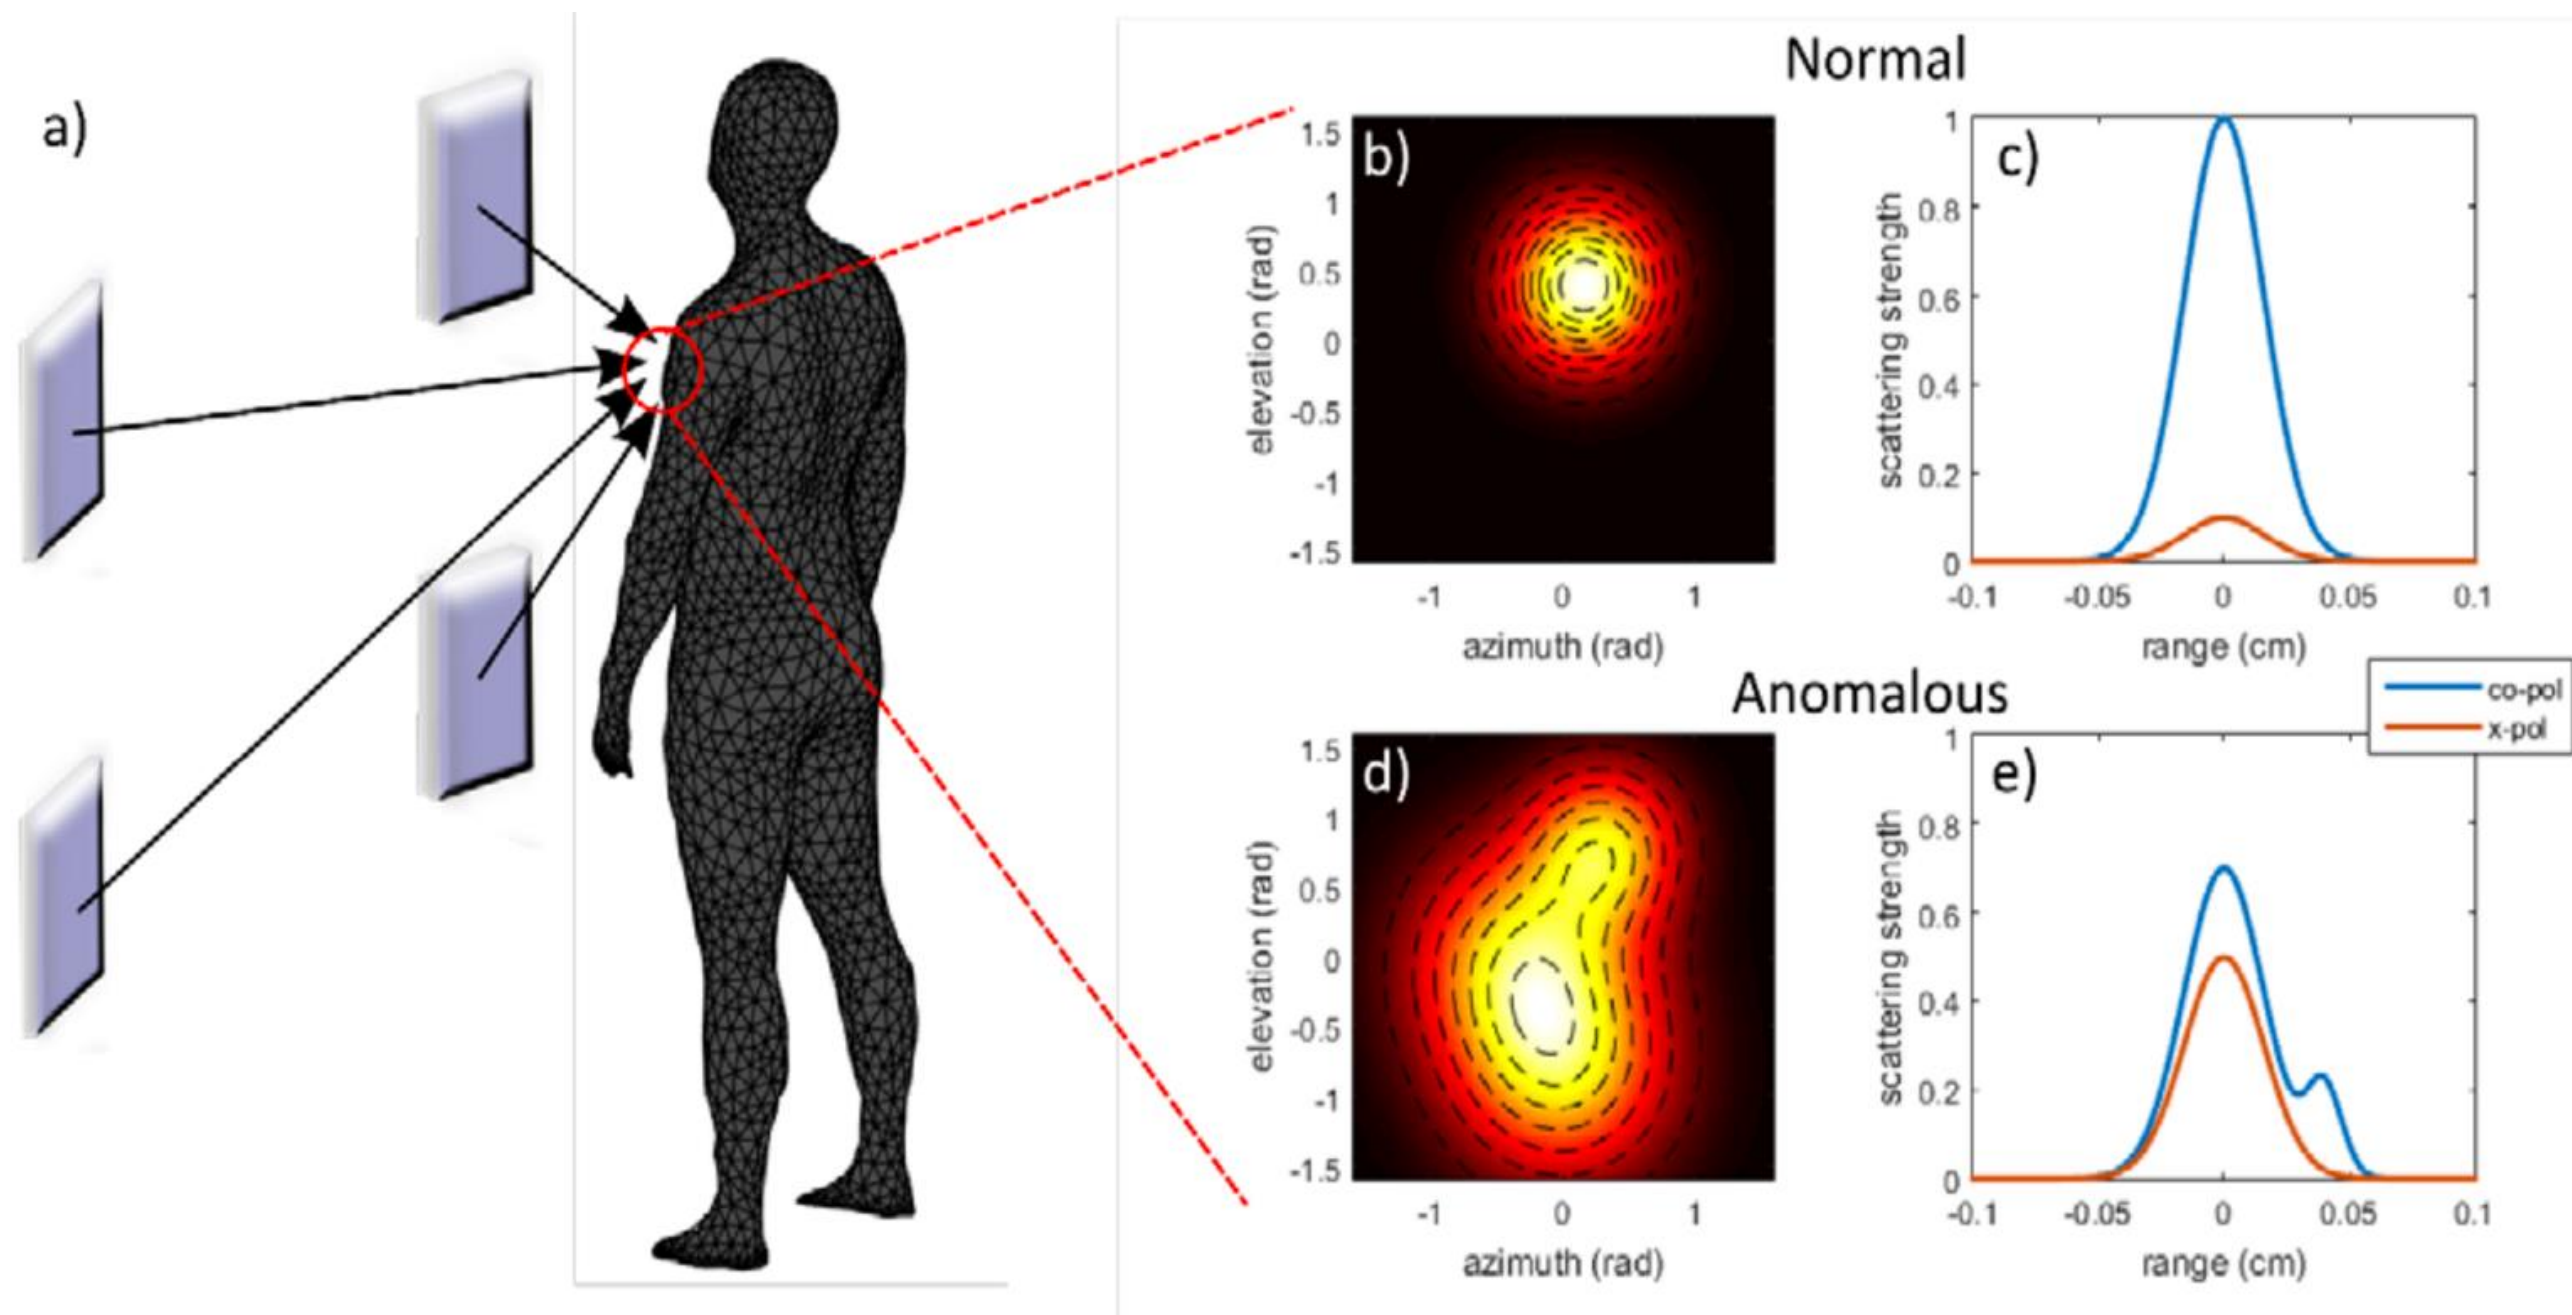 a)
Normal
b)
1.5
1
0.5
0
-0.5
-1
-1.5
elevation (rad)
-1
0
1
azimuth (rad)
c)
1
0.8
0.6
0.4
0.2
0
scattering strength
-0.1
-0.05
0
0.05
0.1
range (cm)
Anomalous
co-pol
x-pol
d)
1.5
1
0.5
0
-0.5
-1
-1.5
elevation (rad)
-1
0
1
azimuth (rad)
e)
1
0.8
0.6
0.4
0.2
0
scattering strength
-0.1
-0.05
0
0.05
0.1
range (cm)